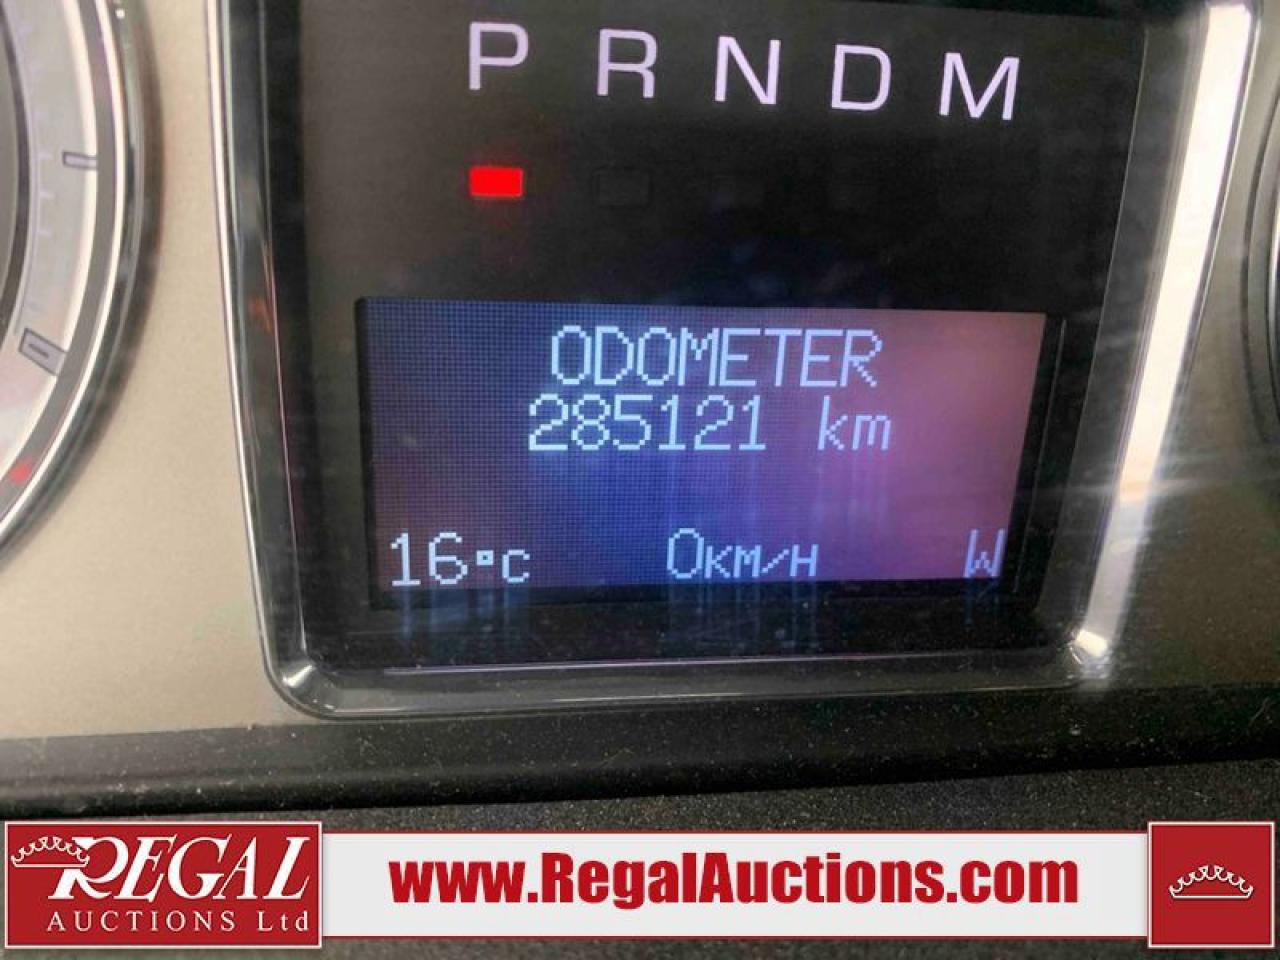 P R N D M
ODOMETER
285121 km
16°C 0KM/H W
REGAL
AUCTIONS Ltd
www.RegalAuctions.com